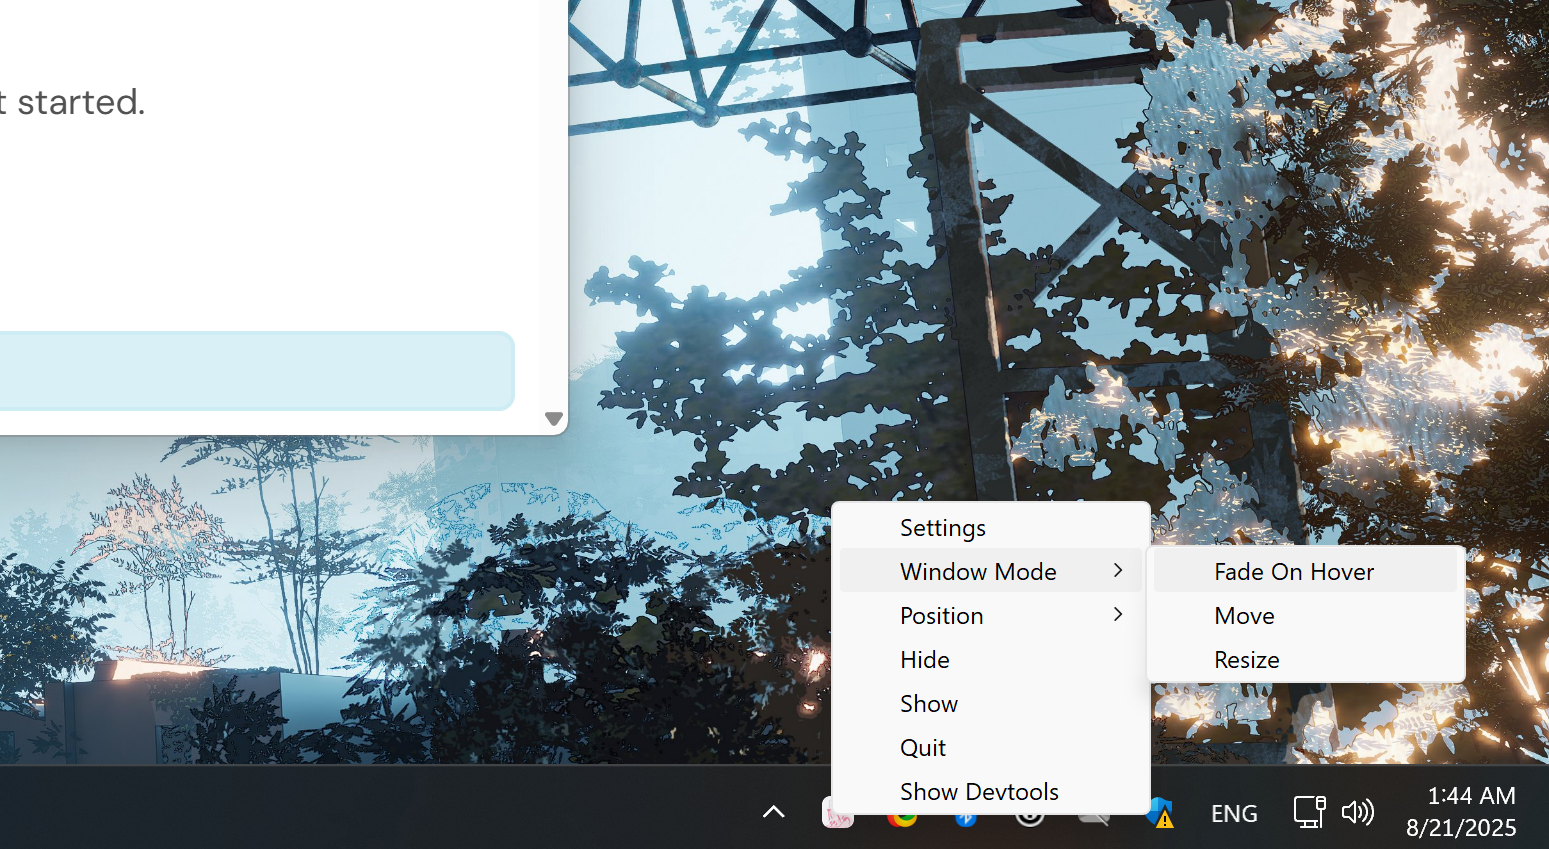 t started.
Settings
Window Mode
Position
Hide
Show
Quit
Show Devtools
Fade On Hover
Move
Resize
ENG
1:44 AM
8/21/2025